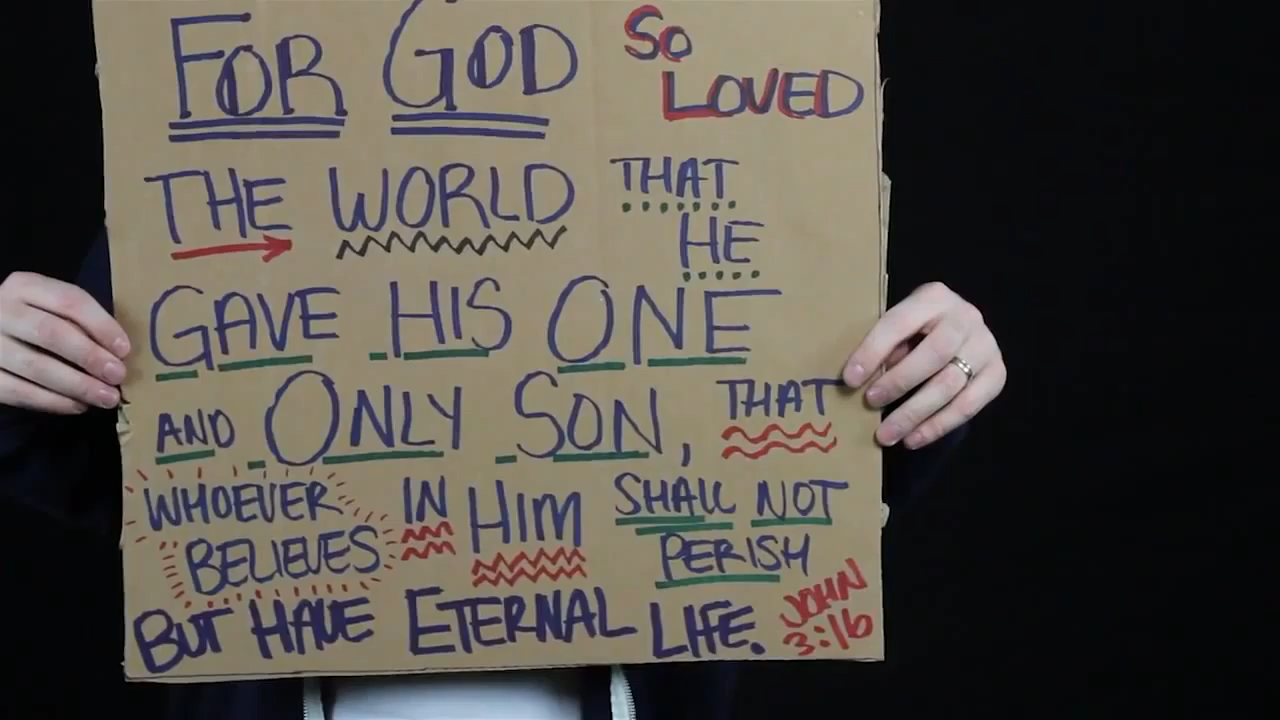 FOR GOD SO LOVED
THE WORLD THAT HE
GAVE HIS ONE
AND ONLY SON, THAT
WHOEVER BELIEVES IN HIM SHALL NOT PERISH
BUT HAVE ETERNAL LIFE.
JOHN 3:16